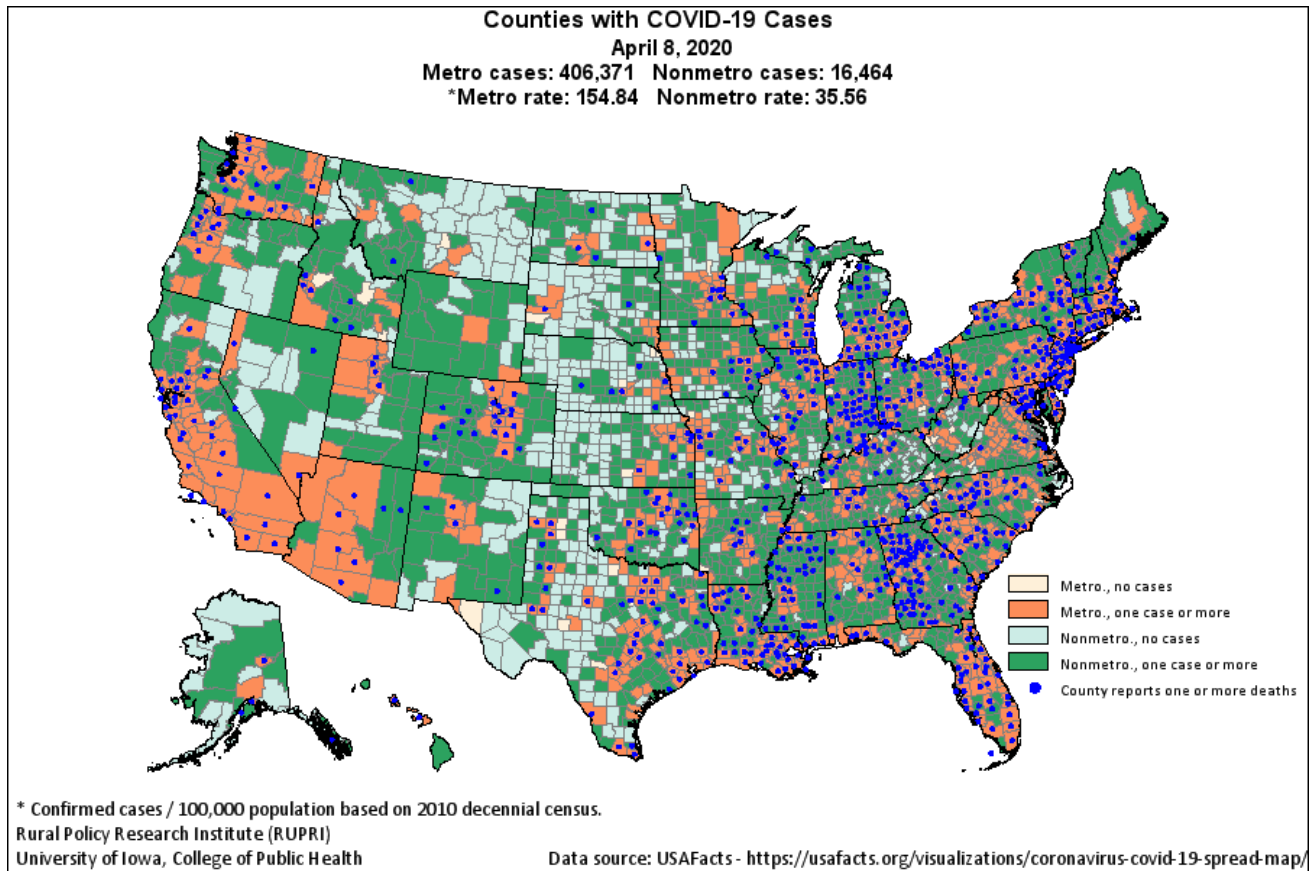 Counties with COVID-19 Cases
April 8, 2020
Metro cases: 406,371   Nonmetro cases: 16,464
*Metro rate: 154.84   Nonmetro rate: 35.56
Metro., no cases
Metro., one case or more
Nonmetro., no cases
Nonmetro., one case or more
County reports one or more deaths
* Confirmed cases / 100,000 population based on 2010 decennial census.
Rural Policy Research Institute (RUPRI)
University of Iowa, College of Public Health
Data source: USAFacts - https://usafacts.org/visualizations/coronavirus-covid-19-spread-map/